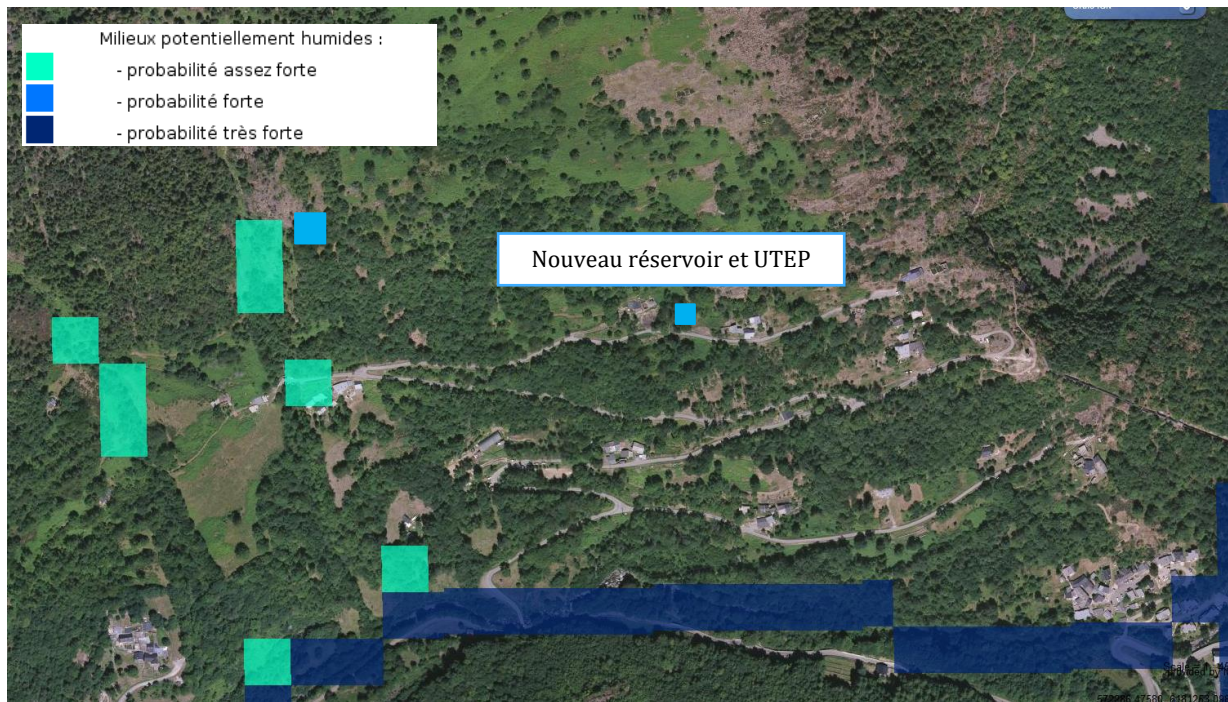 Milieux potentiellement humides :
- probabilité assez forte
- probabilité forte
- probabilité très forte
Nouveau réservoir et UTEP